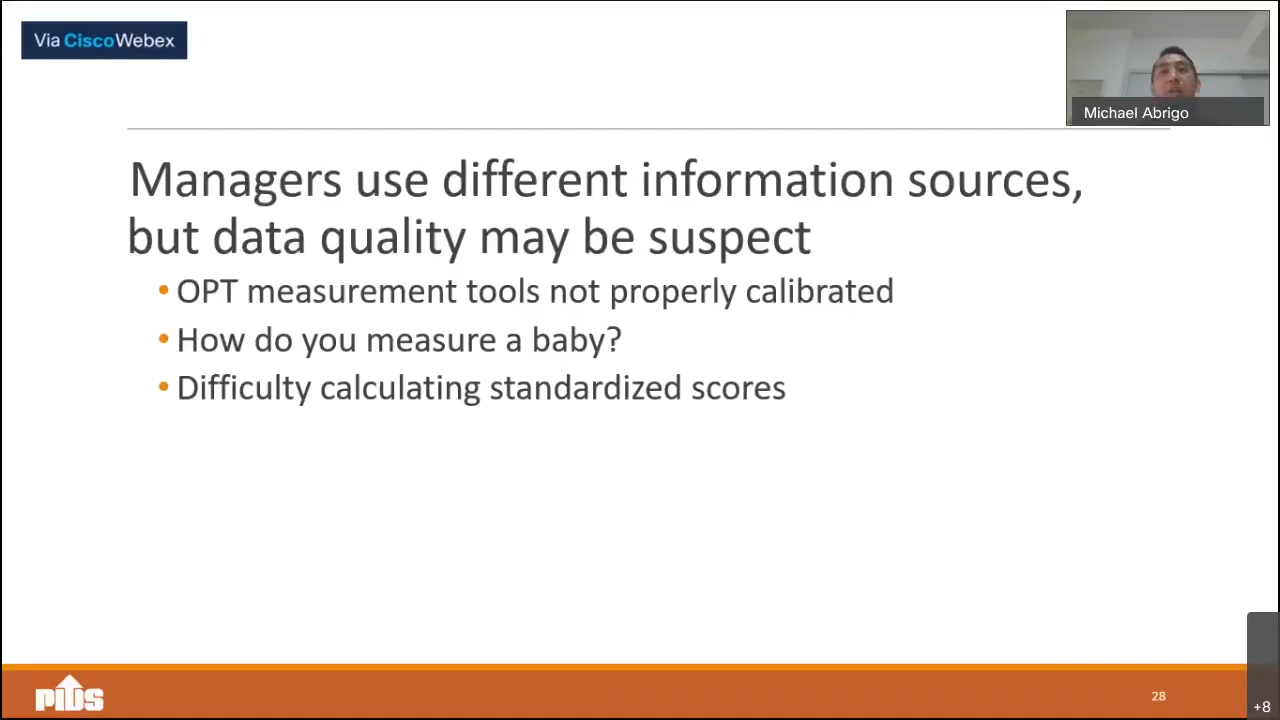 Via CiscoWebex
Michael Abrigo
Managers use different information sources,
but data quality may be suspect
• OPT measurement tools not properly calibrated
• How do you measure a baby?
• Difficulty calculating standardized scores
PIDS
28
+8